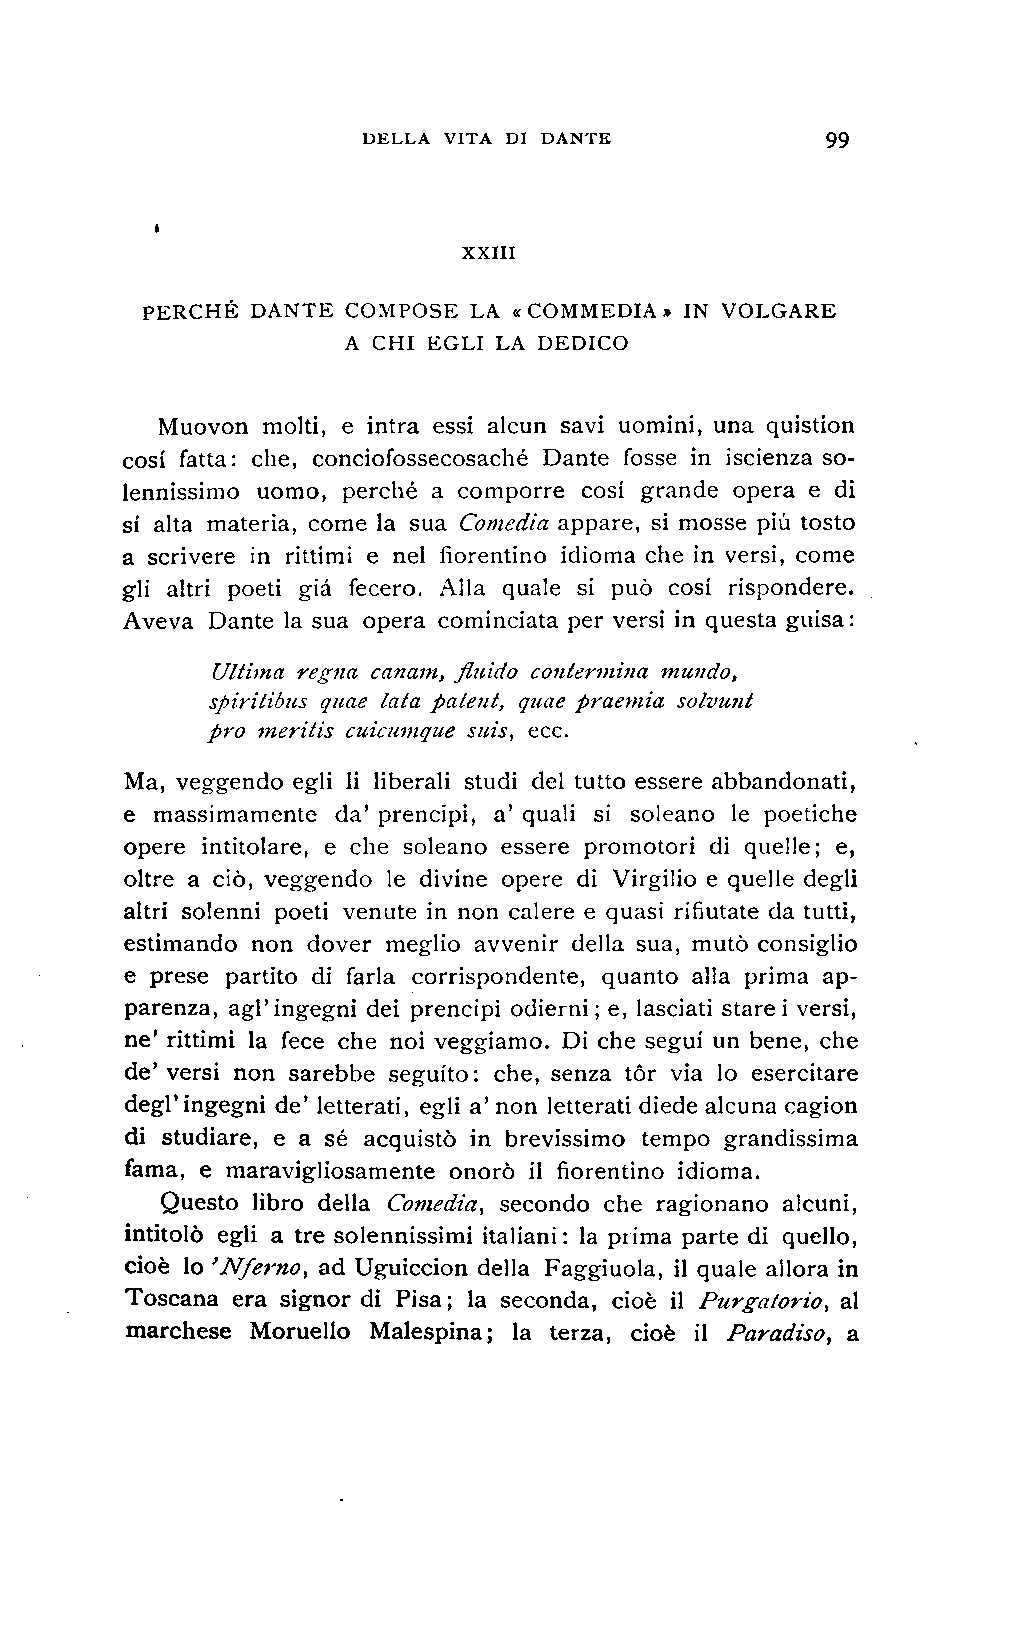 DELLA VITA DI DANTE 99
XXIII
PERCHÉ DANTE COMPOSE LA « COMMEDIA » IN VOLGARE
A CHI EGLI LA DEDICO
Muovon molti, e intra essi alcun savi uomini, una quistion
cosí fatta: che, conciofossecosaché Dante fosse in iscienza so-
lennissimo uomo, perché a comporre cosí grande opera e di
sí alta materia, come la sua Comedia appare, si mosse piú tosto
a scrivere in rittimi e nel fiorentino idioma che in versi, come
gli altri poeti giá fecero. Alla quale si può cosí rispondere.
Aveva Dante la sua opera cominciata per versi in questa guisa:
Ultima regna canam, fluido contermina mundo,
spiritibus quae lata patent, quae praemia solvunt
pro meritis cuicumque suis, ecc.
Ma, veggendo egli li liberali studi del tutto essere abbandonati,
e massimamente da' prencipi, a' quali si soleano le poetiche
opere intitolare, e che soleano essere promotori di quelle; e,
oltre a ciò, veggendo le divine opere di Virgilio e quelle degli
altri solenni poeti venute in non calere e quasi rifiutate da tutti,
estimando non dover meglio avvenir della sua, mutò consiglio
e prese partito di farla corrispondente, quanto alla prima ap-
parenza, agl' ingegni dei prencipi odierni; e, lasciati stare i versi,
ne' rittimi la fece che noi veggiamo. Di che seguí un bene, che
de' versi non sarebbe seguíto: che, senza tôr via lo esercitare
degl' ingegni de' letterati, egli a' non letterati diede alcuna cagion
di studiare, e a sé acquistò in brevissimo tempo grandissima
fama, e maravigliosamente onorò il fiorentino idioma.
Questo libro della Comedia, secondo che ragionano alcuni,
intitolò egli a tre solennissimi italiani: la prima parte di quello,
cioè lo 'Nferno, ad Uguiccion della Faggiuola, il quale allora in
Toscana era signor di Pisa; la seconda, cioè il Purgatorio, al
marchese Moruello Malespina; la terza, cioè il Paradiso, a